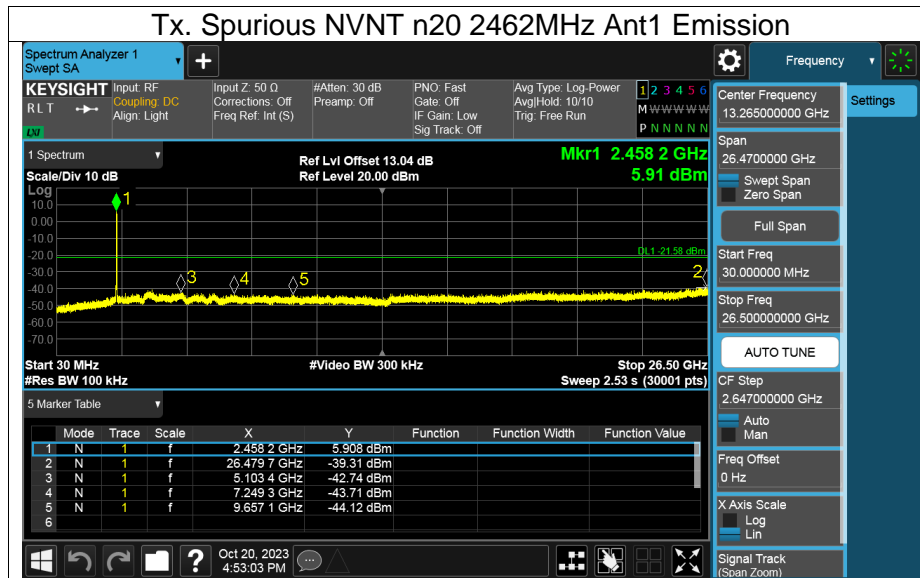 Tx. Spurious NVNT n20 2462MHz Ant1 Emission
Spectrum Analyzer 1
Swept SA
+
Frequency
KEYSIGHT
RLT
LXI
Input: RF
Coupling: DC
Align: Light
Input Z: 50 Ω
Corrections: Off
Freq Ref: Int (S)
#Atten: 30 dB
Preamp: Off
PNO: Fast
Gate: Off
IF Gain: Low
Sig Track: Off
Avg Type: Log-Power
Avg|Hold: 10/10
Trig: Free Run
1 2 3 4 5 6
M W W W W W
P N N N N N
1 Spectrum
Scale/Div 10 dB
Ref Lvl Offset 13.04 dB
Ref Level 20.00 dBm
Mkr1 2.458 2 GHz
5.91 dBm
Log
10.0
0.00
-10.0
-20.0
-30.0
-40.0
-50.0
-60.0
-70.0
1
3
4
5
2
DL1 -21.58 dBm
Start 30 MHz
#Video BW 300 kHz
Stop 26.50 GHz
#Res BW 100 kHz
Sweep 2.53 s (30001 pts)
5 Marker Table
Mode Trace Scale X Y Function Function Width Function Value
1 N 1 f 2.458 2 GHz 5.908 dBm
2 N 1 f 26.479 7 GHz -39.31 dBm
3 N 1 f 5.103 4 GHz -42.74 dBm
4 N 1 f 7.249 3 GHz -43.71 dBm
5 N 1 f 9.657 1 GHz -44.12 dBm
6
?
Oct 20, 2023
4:53:03 PM
Center Frequency
13.265000000 GHz
Span
26.4700000 GHz
Swept Span
Zero Span
Full Span
Start Freq
30.000000 MHz
Stop Freq
26.500000000 GHz
AUTO TUNE
CF Step
2.647000000 GHz
Auto
Man
Freq Offset
0 Hz
X Axis Scale
Log
Lin
Signal Track
(Span Zoom)
Settings